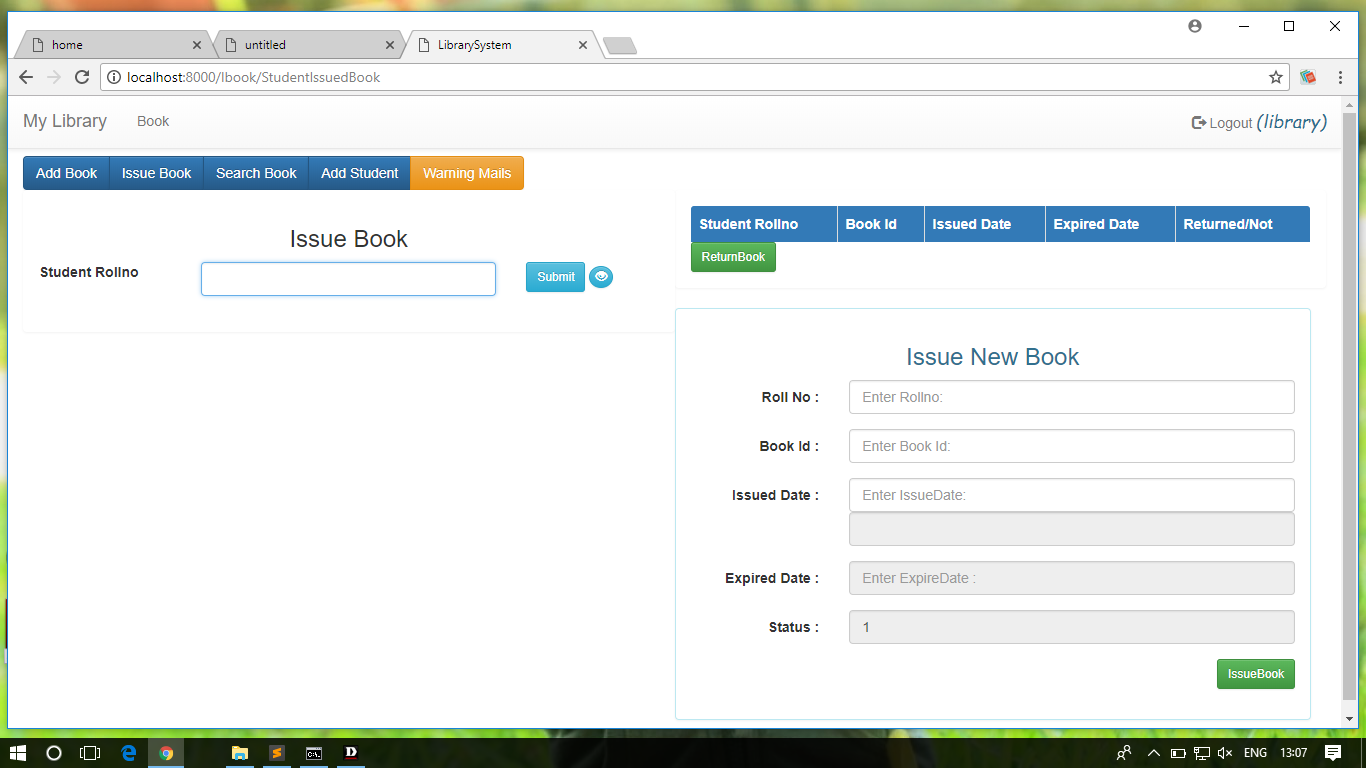 home
untitled
LibrarySystem
localhost:8000/lbook/StudentIssuedBook
My Library
Book
Logout (library)
Add Book
Issue Book
Search Book
Add Student
Warning Mails
Issue Book
Student Rollno
Submit
Student Rollno
Book Id
Issued Date
Expired Date
Returned/Not
ReturnBook
Issue New Book
Roll No :
Enter Rollno:
Book Id :
Enter Book Id:
Issued Date :
Enter IssueDate:
Expired Date :
Enter ExpireDate :
Status :
1
IssueBook
ENG
13:07